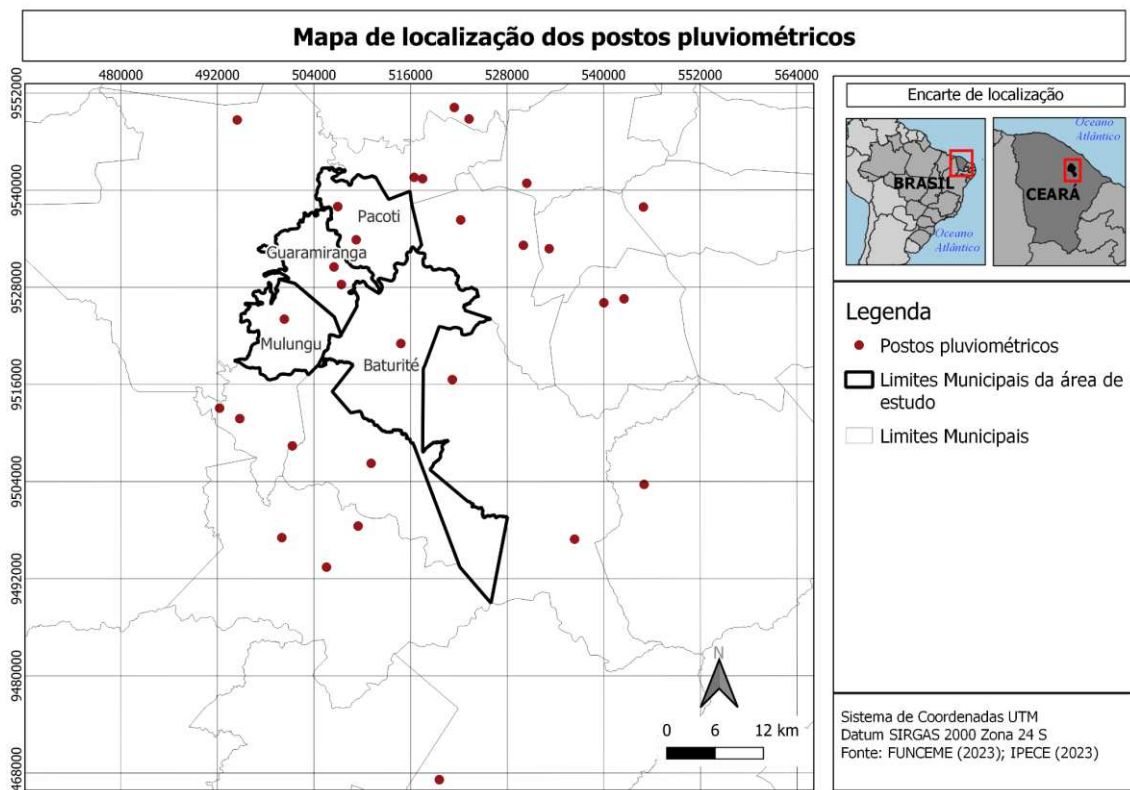 Mapa de localização dos postos pluviométricos
480000 492000 504000 516000 528000 540000 552000 564000
9552000
9540000
9528000
9516000
9504000
9492000
9480000
468000
Pacoti
Guaramiranga
Mulungu
Baturité
N
0 6 12 km
Encarte de localização
BRASIL
Oceano
Atlântico
Oceano
Atlântico
CEARÁ
Legenda
Postos pluviométricos
Limites Municipais da área de
estudo
Limites Municipais
Sistema de Coordenadas UTM
Datum SIRGAS 2000 Zona 24 S
Fonte: FUNCEME (2023); IPECE (2023)